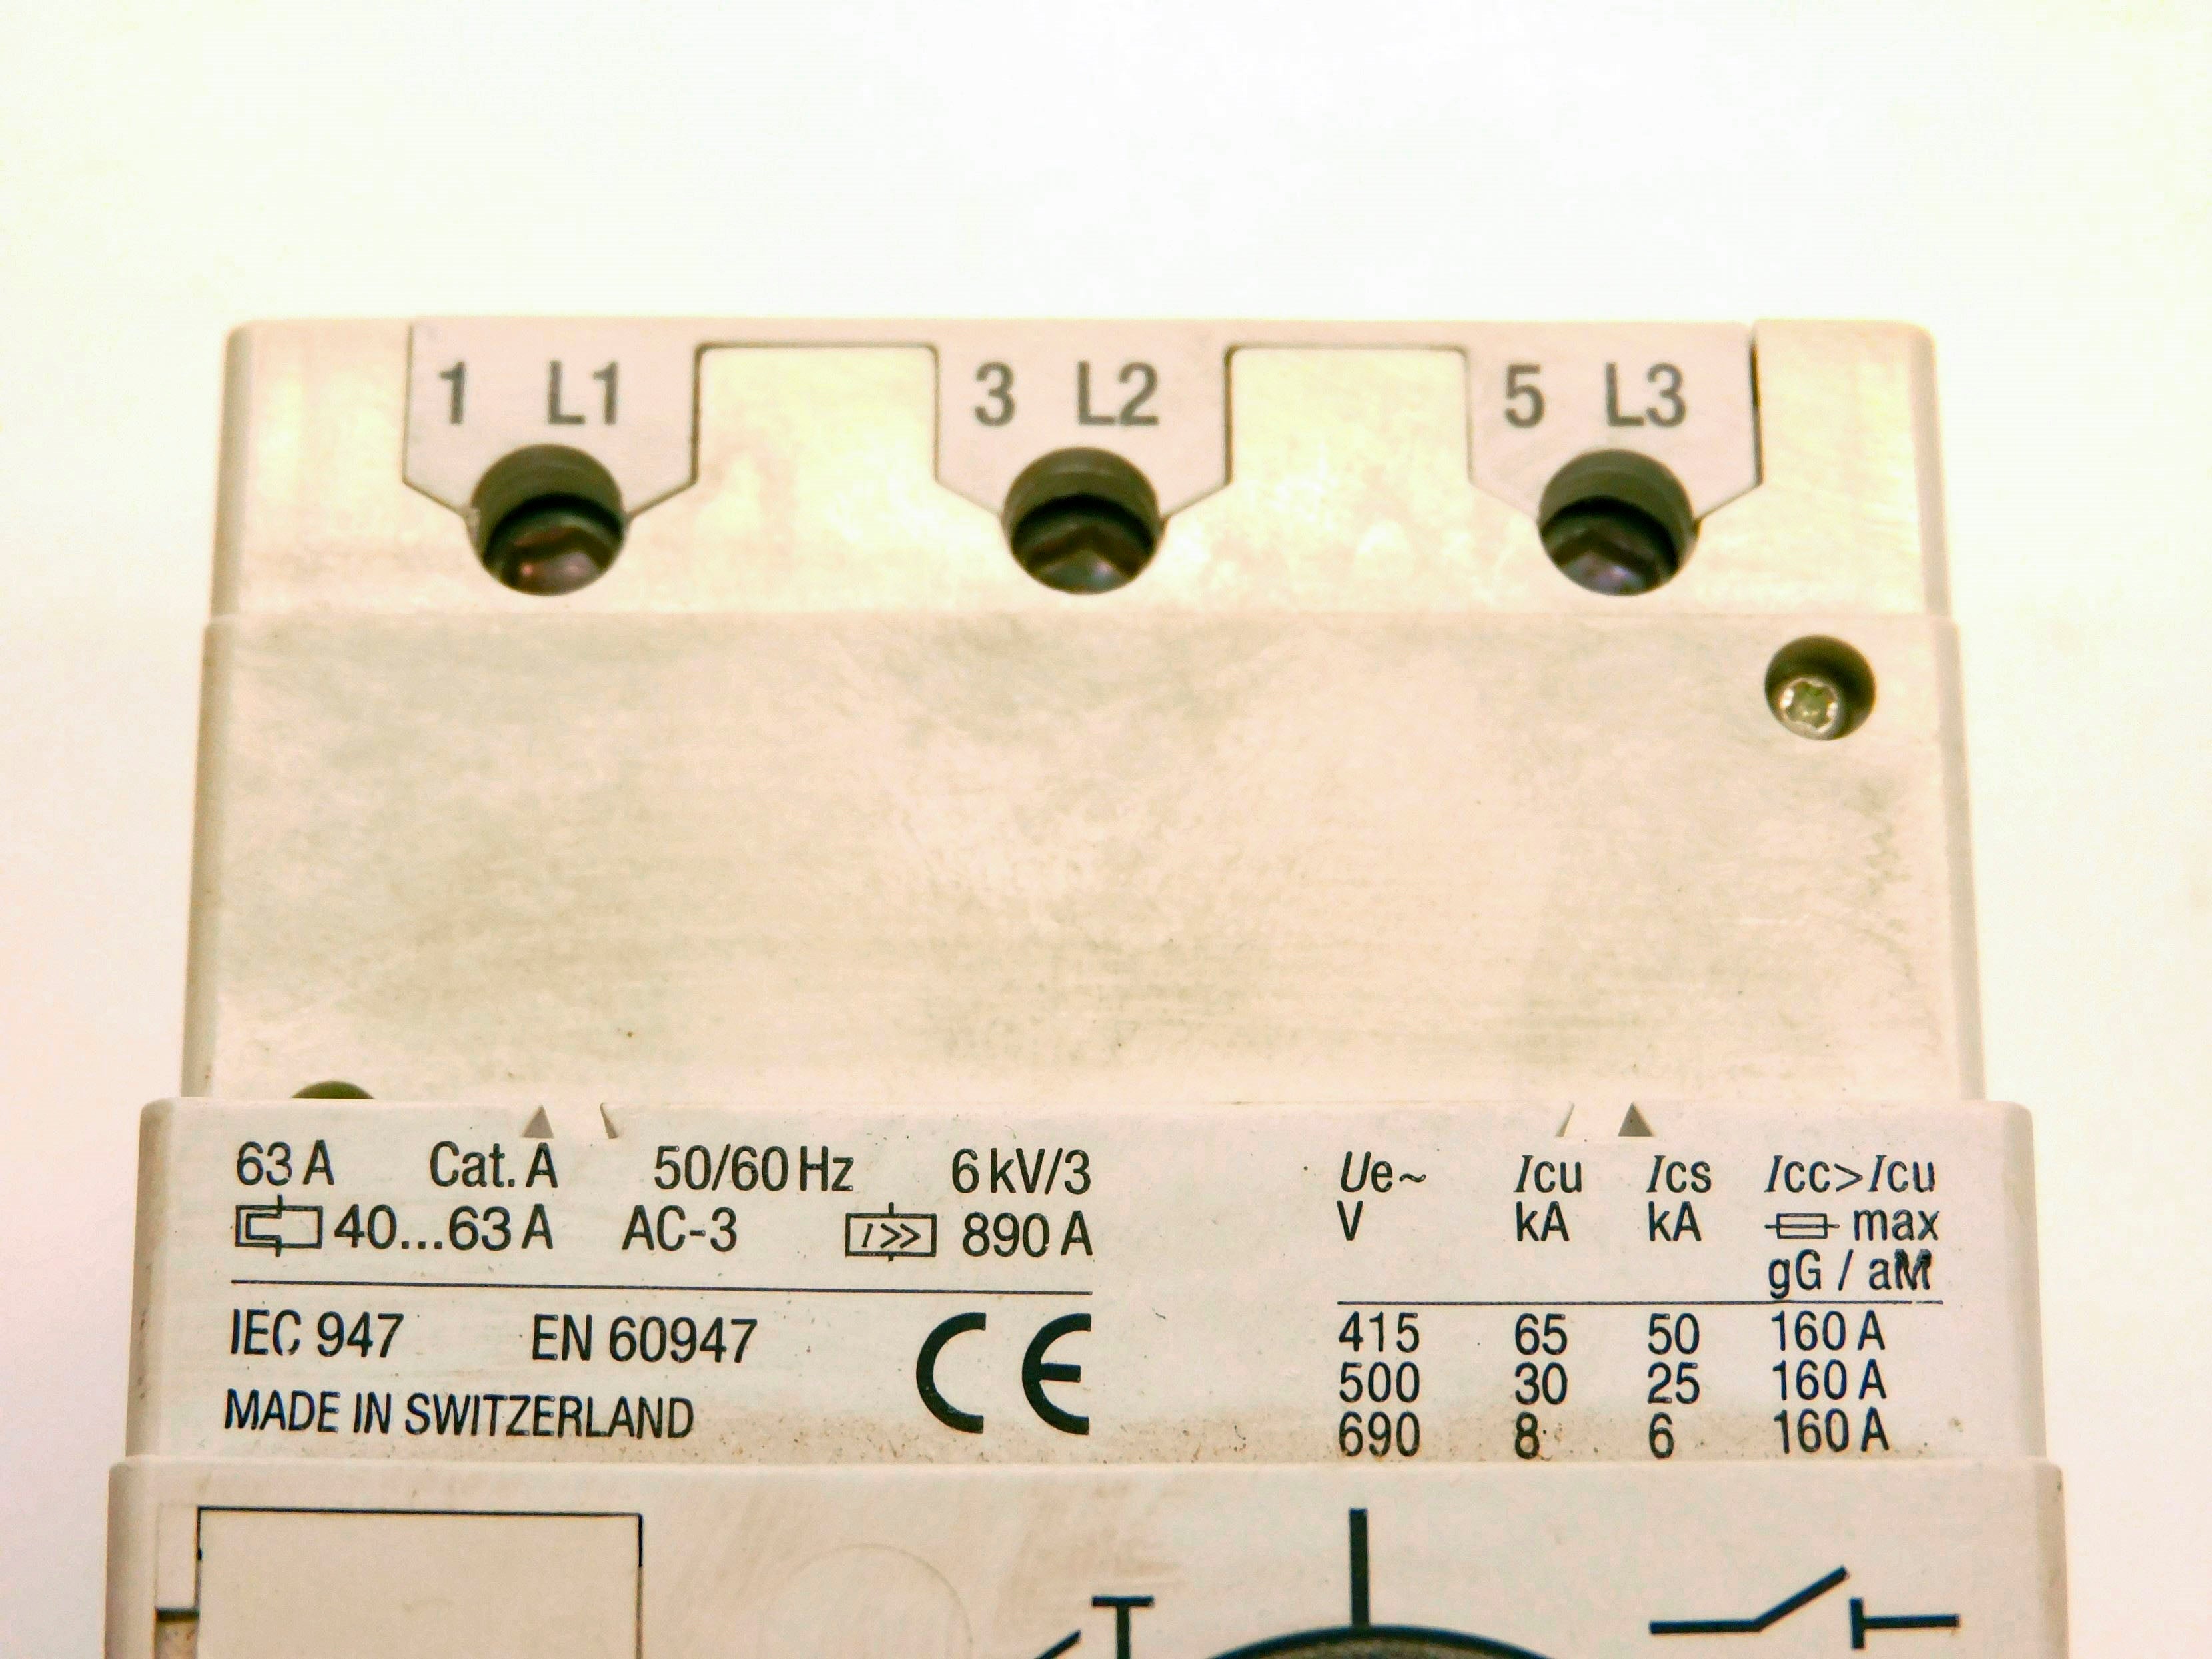 1 L1 3 L2 5 L3
63 A Cat. A 50/60 Hz 6 kV/3
40...63 A AC-3 I>> 890 A
IEC 947 EN 60947
CE
MADE IN SWITZERLAND
Ue~ Icu Ics Icc>Icu
V kA kA max
gG / aM
415 65 50 160 A
500 30 25 160 A
690 8 6 160 A